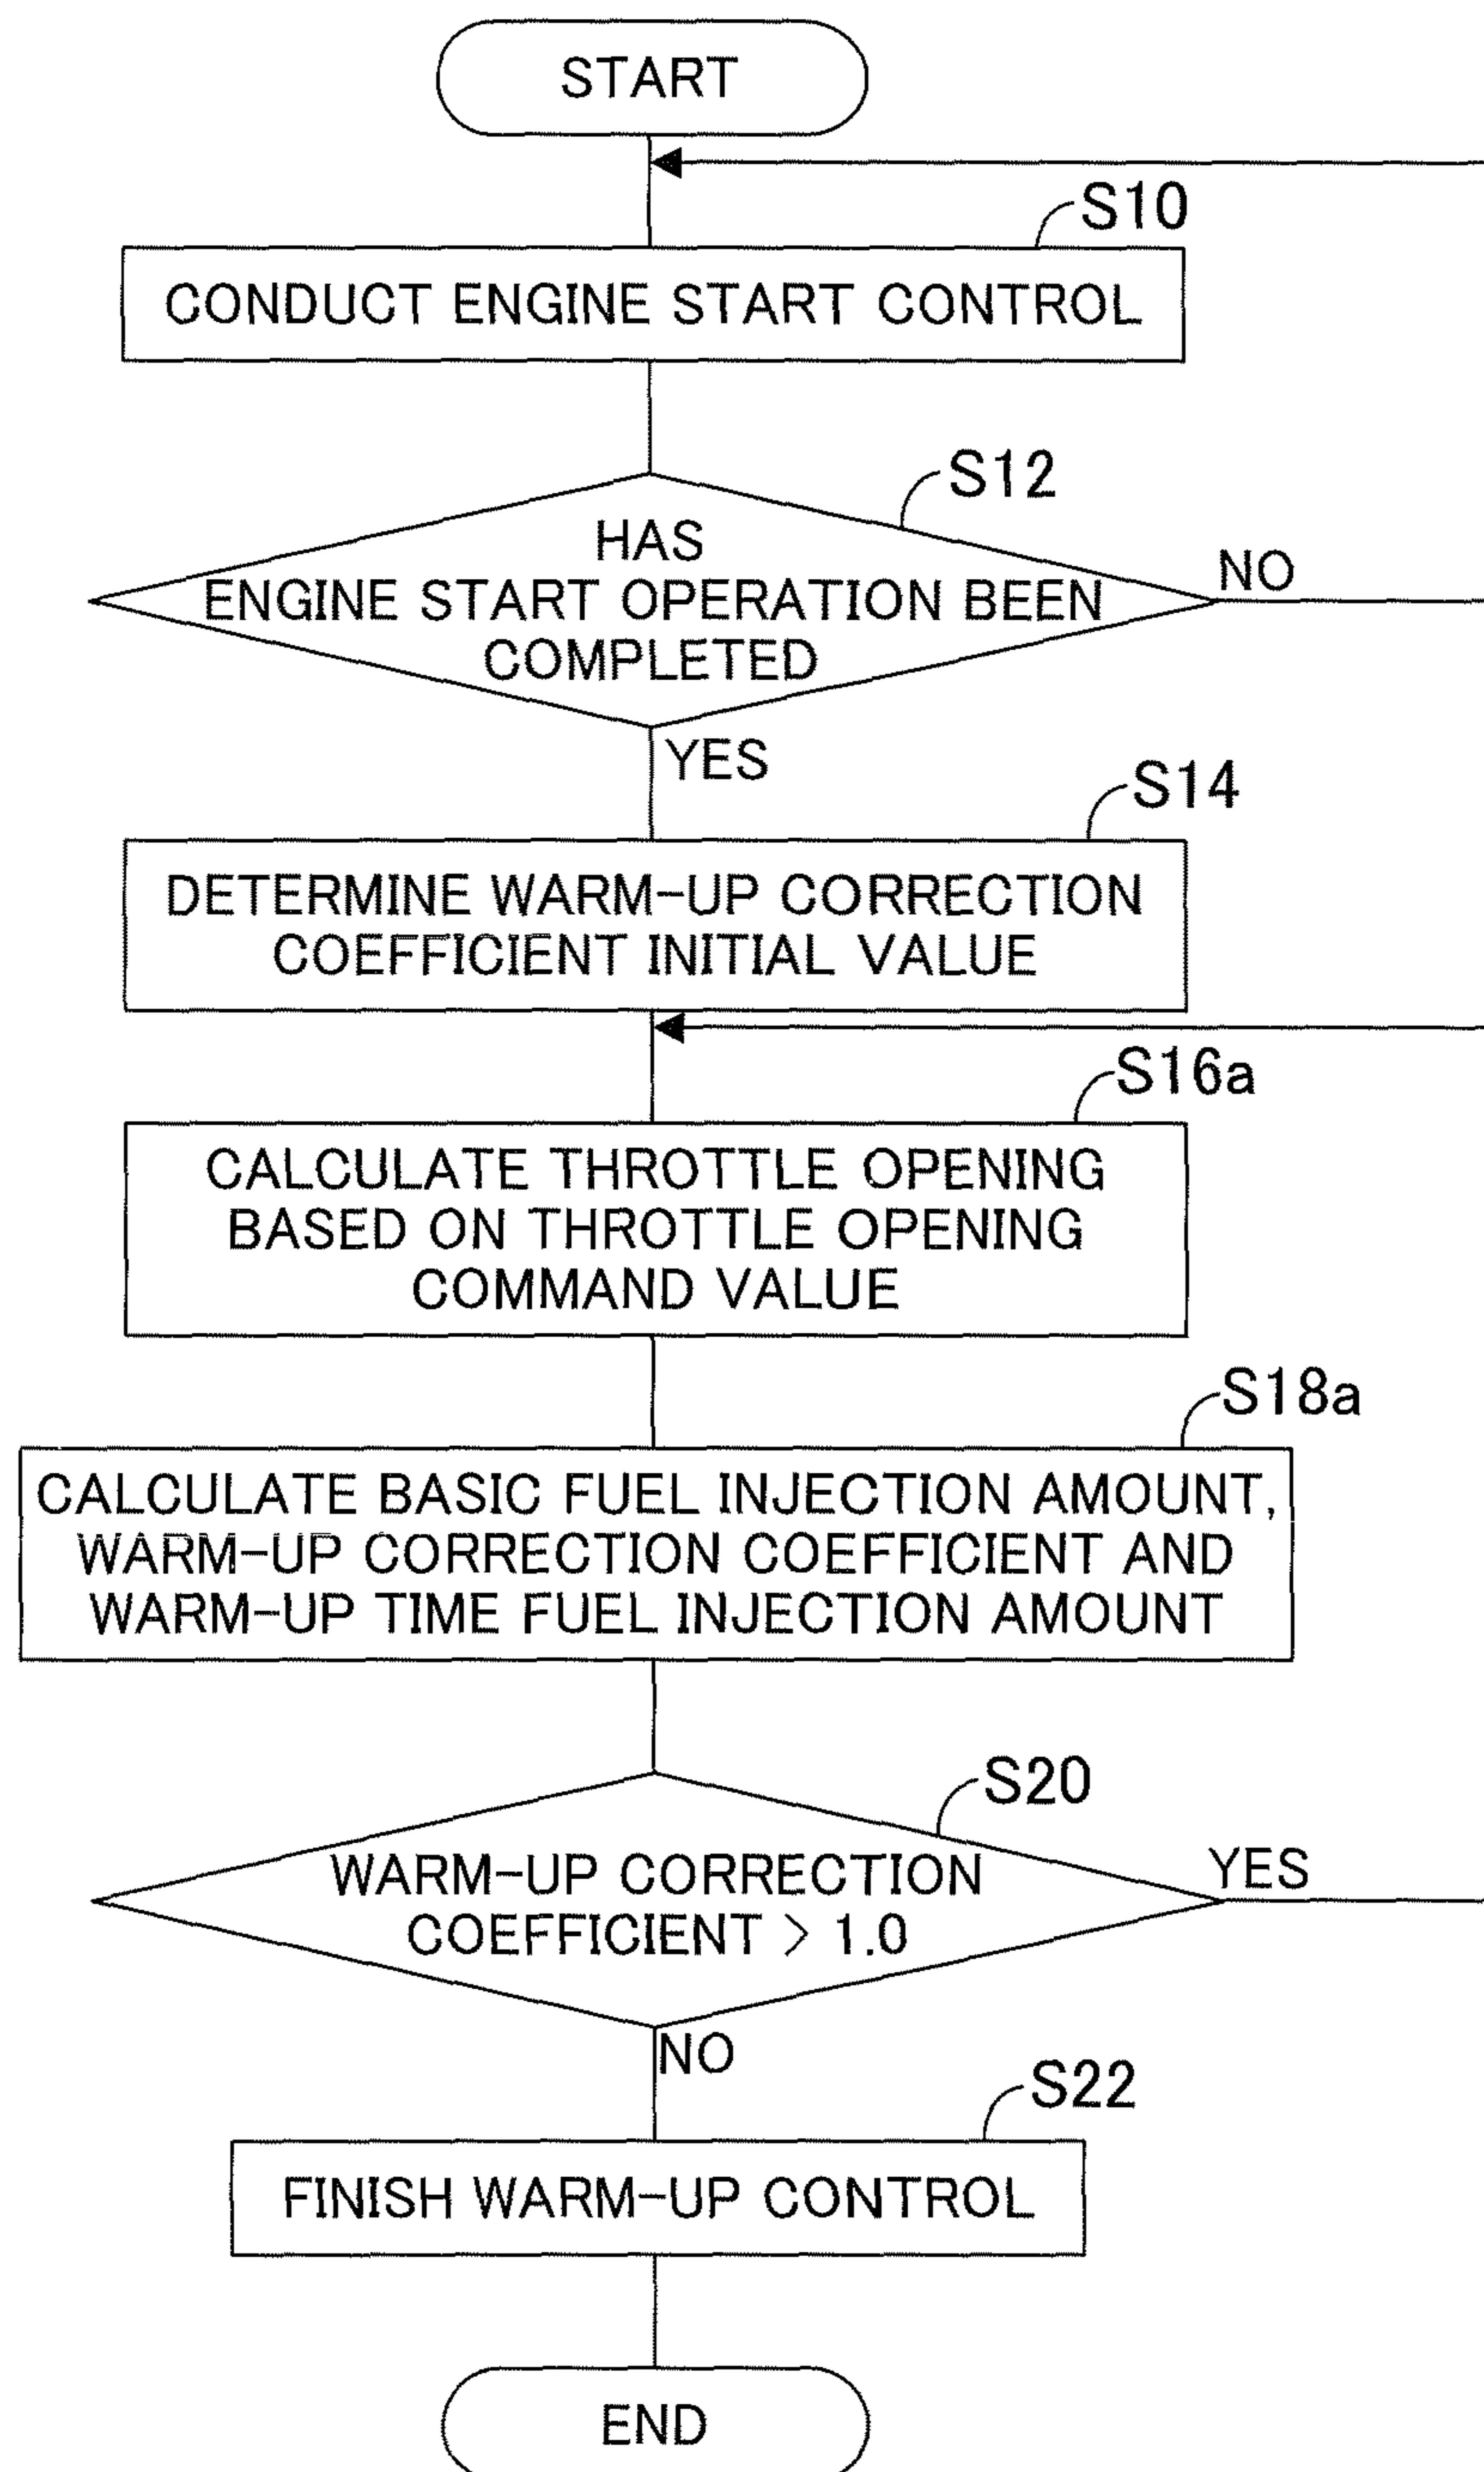 START
S10
CONDUCT ENGINE START CONTROL
S12
HAS
ENGINE START OPERATION BEEN
COMPLETED
NO
YES
S14
DETERMINE WARM-UP CORRECTION
COEFFICIENT INITIAL VALUE
S16a
CALCULATE THROTTLE OPENING
BASED ON THROTTLE OPENING
COMMAND VALUE
S18a
CALCULATE BASIC FUEL INJECTION AMOUNT,
WARM-UP CORRECTION COEFFICIENT AND
WARM-UP TIME FUEL INJECTION AMOUNT
S20
WARM-UP CORRECTION
COEFFICIENT > 1.0
YES
NO
S22
FINISH WARM-UP CONTROL
END